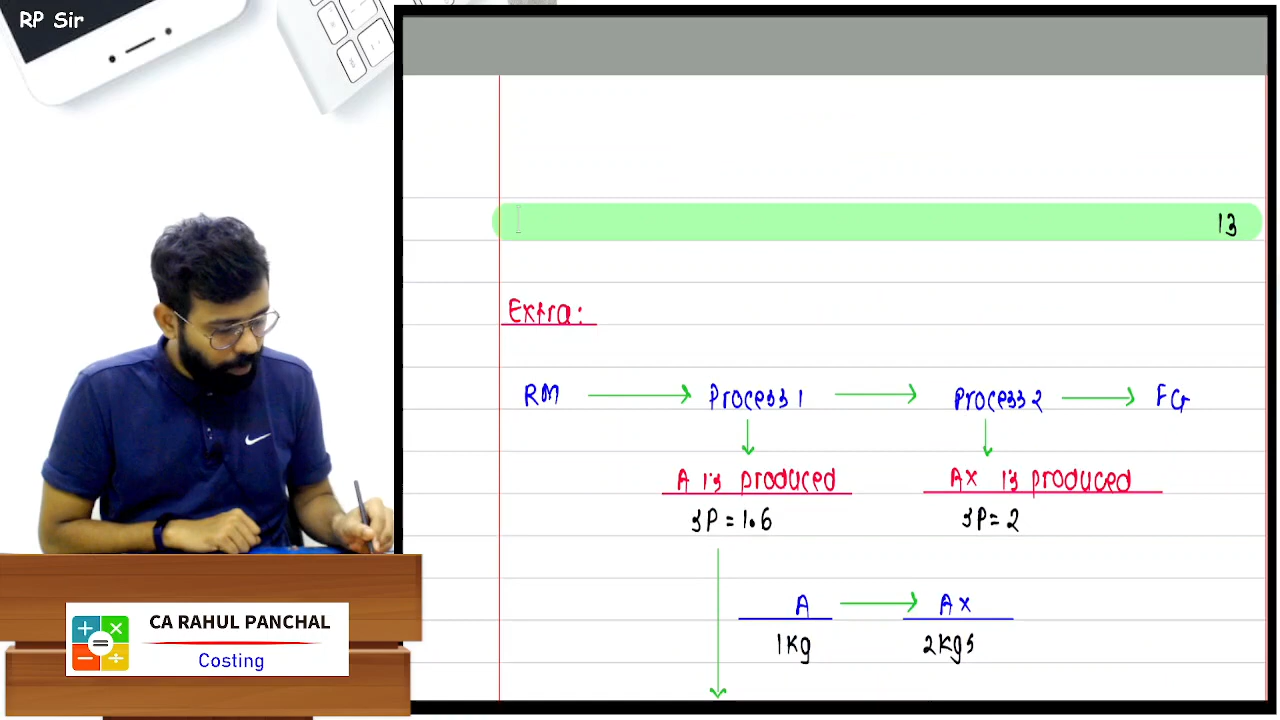 RP Sir
13
Extra:
RM → Process 1 → Process 2 → FG
A is produced
Ax is produced
SP = 1.6
SP = 2
A → Ax
1kg
2kgs
CA RAHUL PANCHAL
Costing